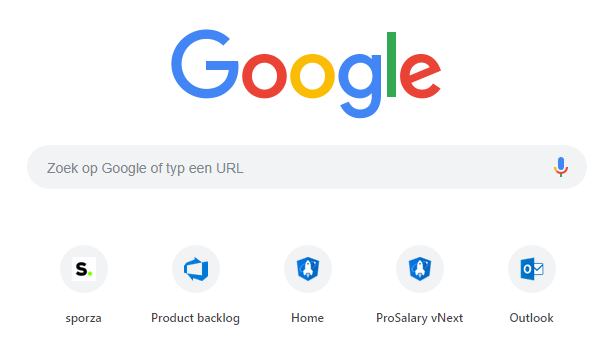 Google
Zoek op Google of typ een URL
s.
sporza
Product backlog
Home
ProSalary vNext
O
Outlook